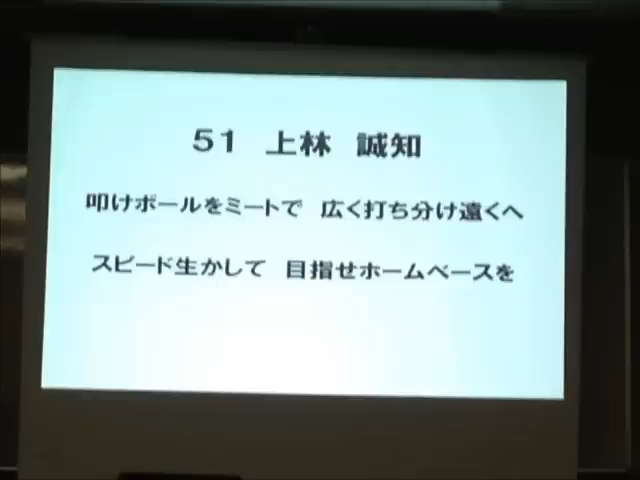 51 上林 誠知
叩けボールをミートで 広く打ち分け遠くへ
スピード生かして 目指せホームベースを